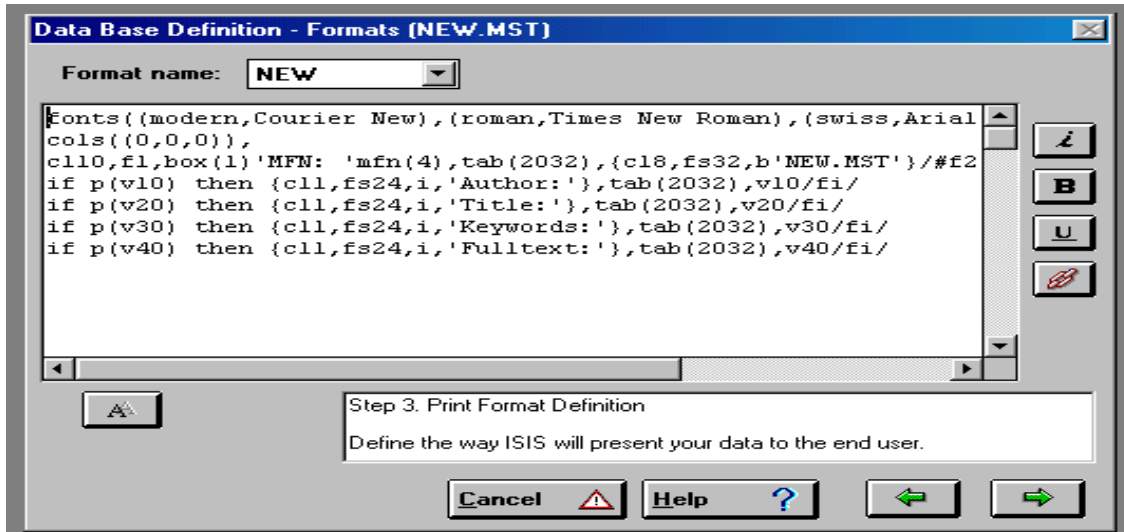 Data Base Definition - Formats (NEW.MST)
Format name: NEW
fonts((modern,Courier New),(roman,Times New Roman),(swiss,Arial
cols((0,0,0)),
cl10,f1,box(1)'MFN: 'mfn(4),tab(2032),{cl8,fs32,b'NEW.MST'}/#f2
if p(v10) then {cl1,fs24,i,'Author:'},tab(2032),v10/fi/
if p(v20) then {cl1,fs24,i,'Title:'},tab(2032),v20/fi/
if p(v30) then {cl1,fs24,i,'Keywords:'},tab(2032),v30/fi/
if p(v40) then {cl1,fs24,i,'Fulltext:'},tab(2032),v40/fi/
i
B
U
A
Step 3. Print Format Definition
Define the way ISIS will present your data to the end user.
Cancel Help ?